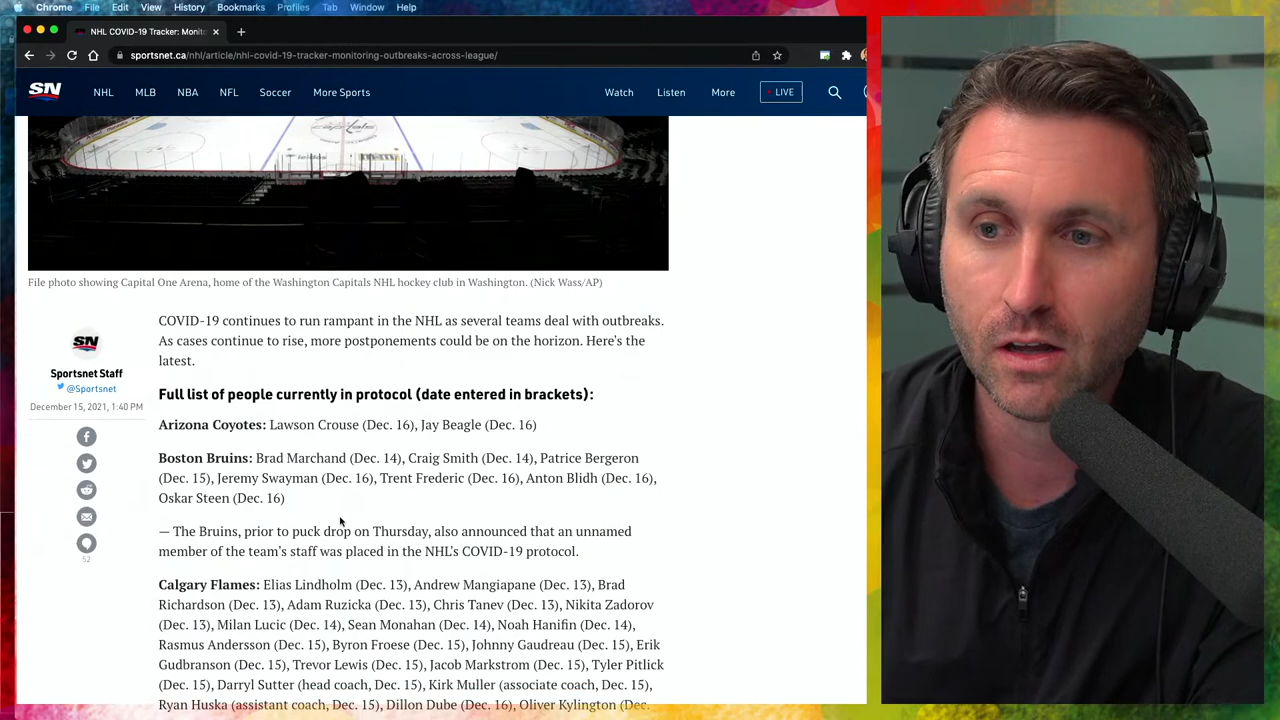 Chrome File Edit View History Bookmarks Profiles Tab Window Help
NHL COVID-19 Tracker: Monito
sportsnet.ca/nhl/article/nhl-covid-19-tracker-monitoring-outbreaks-across-league/
SN NHL MLB NBA NFL Soccer More Sports Watch Listen More LIVE
capitals
File photo showing Capital One Arena, home of the Washington Capitals NHL hockey club in Washington. (Nick Wass/AP)
SN
Sportsnet Staff
@Sportsnet
December 15, 2021, 1:40 PM
52
COVID-19 continues to run rampant in the NHL as several teams deal with outbreaks.
As cases continue to rise, more postponements could be on the horizon. Here's the
latest.
Full list of people currently in protocol (date entered in brackets):
Arizona Coyotes: Lawson Crouse (Dec. 16), Jay Beagle (Dec. 16)
Boston Bruins: Brad Marchand (Dec. 14), Craig Smith (Dec. 14), Patrice Bergeron
(Dec. 15), Jeremy Swayman (Dec. 16), Trent Frederic (Dec. 16), Anton Blidh (Dec. 16),
Oskar Steen (Dec. 16)
— The Bruins, prior to puck drop on Thursday, also announced that an unnamed
member of the team's staff was placed in the NHL's COVID-19 protocol.
Calgary Flames: Elias Lindholm (Dec. 13), Andrew Mangiapane (Dec. 13), Brad
Richardson (Dec. 13), Adam Ruzicka (Dec. 13), Chris Tanev (Dec. 13), Nikita Zadorov
(Dec. 13), Milan Lucic (Dec. 14), Sean Monahan (Dec. 14), Noah Hanifin (Dec. 14),
Rasmus Andersson (Dec. 15), Byron Froese (Dec. 15), Johnny Gaudreau (Dec. 15), Erik
Gudbranson (Dec. 15), Trevor Lewis (Dec. 15), Jacob Markstrom (Dec. 15), Tyler Pitlick
(Dec. 15), Darryl Sutter (head coach, Dec. 15), Kirk Muller (associate coach, Dec. 15),
Ryan Huska (assistant coach, Dec. 15), Dillon Dube (Dec. 16), Oliver Kylington (Dec.